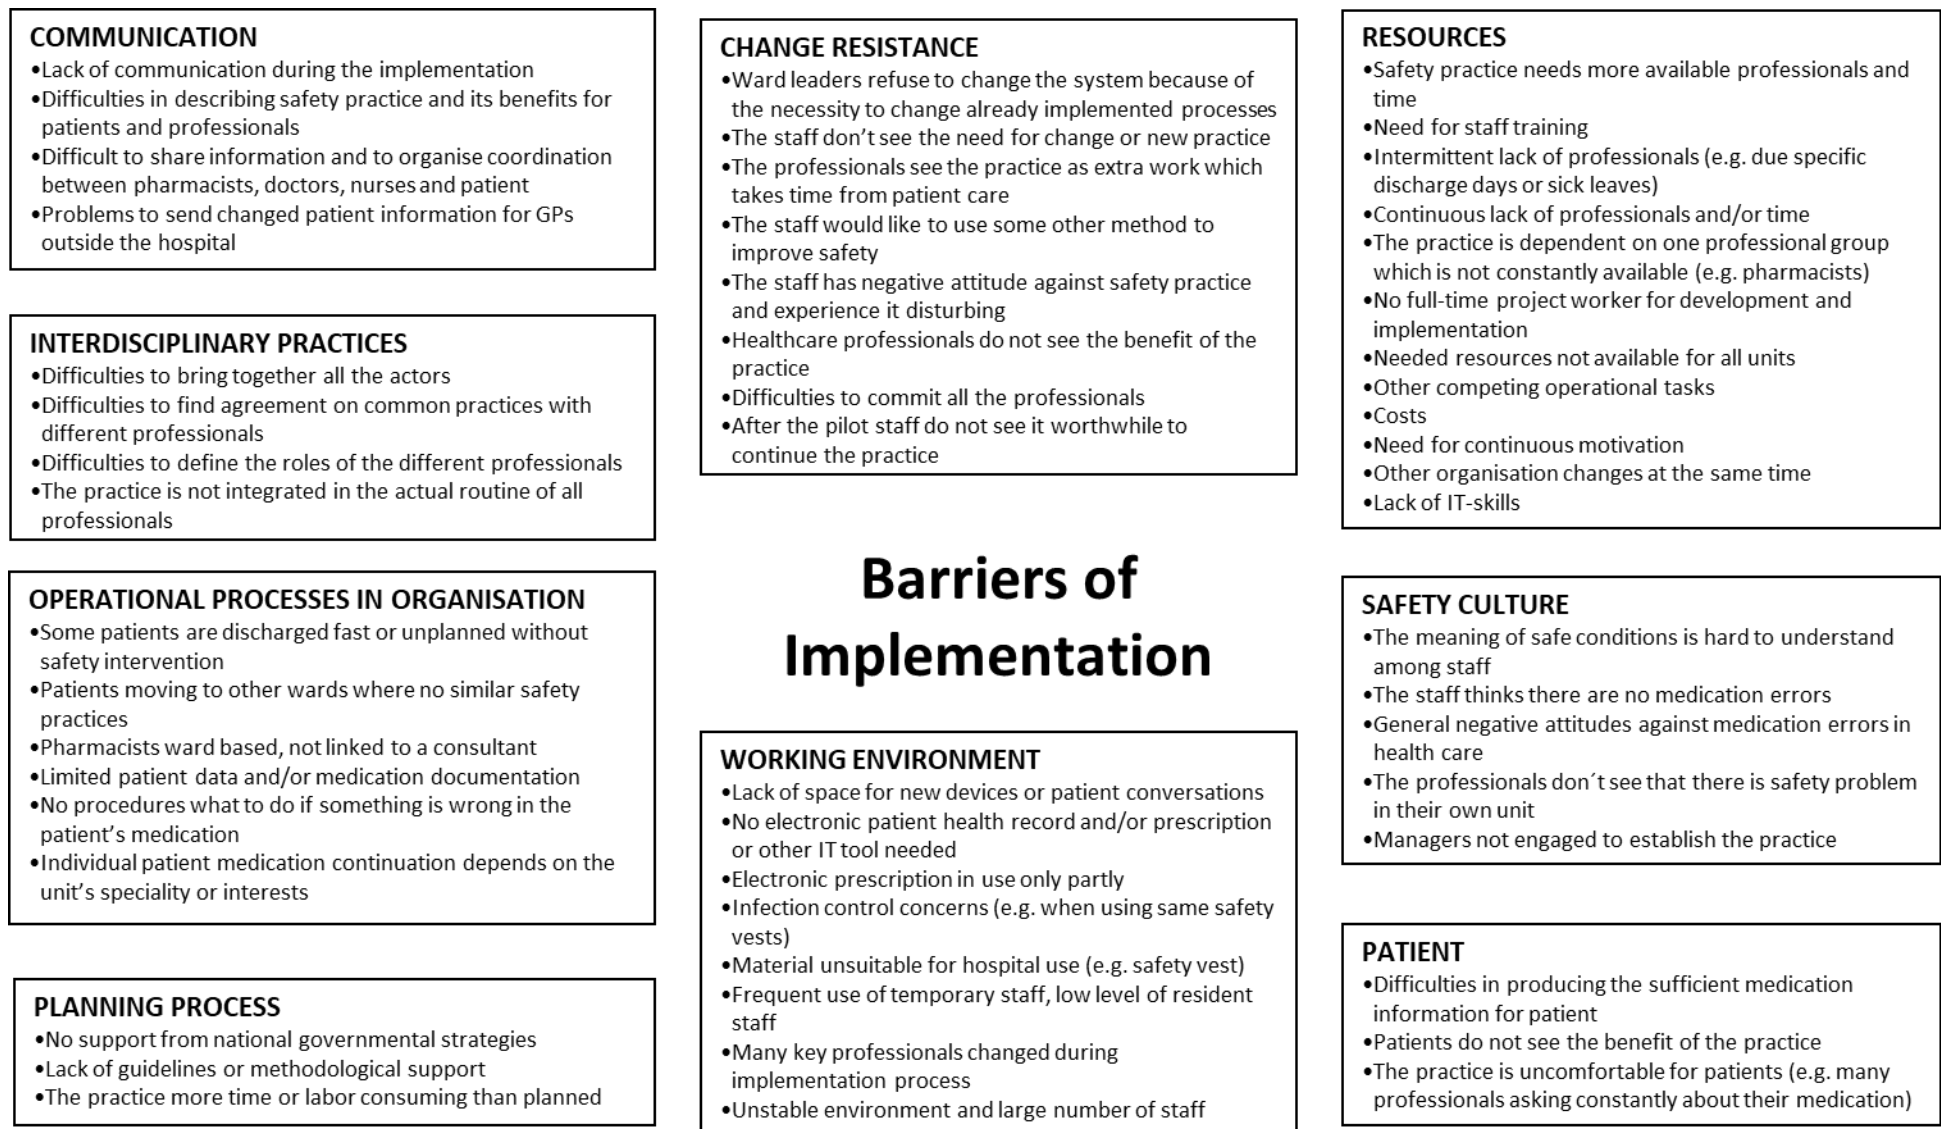 COMMUNICATION
•Lack of communication during the implementation
•Difficulties in describing safety practice and its benefits for
patients and professionals
•Difficult to share information and to organise coordination
between pharmacists, doctors, nurses and patient
•Problems to send changed patient information for GPs
outside the hospital
INTERDISCIPLINARY PRACTICES
•Difficulties to bring together all the actors
•Difficulties to find agreement on common practices with
different professionals
•Difficulties to define the roles of the different professionals
•The practice is not integrated in the actual routine of all
professionals
OPERATIONAL PROCESSES IN ORGANISATION
•Some patients are discharged fast or unplanned without
safety intervention
•Patients moving to other wards where no similar safety
practices
•Pharmacists ward based, not linked to a consultant
•Limited patient data and/or medication documentation
•No procedures what to do if something is wrong in the
patient's medication
•Individual patient medication continuation depends on the
unit's speciality or interests
PLANNING PROCESS
•No support from national governmental strategies
•Lack of guidelines or methodological support
•The practice more time or labor consuming than planned
CHANGE RESISTANCE
•Ward leaders refuse to change the system because of
the necessity to change already implemented processes
•The staff don't see the need for change or new practice
•The professionals see the practice as extra work which
takes time from patient care
•The staff would like to use some other method to
improve safety
•The staff has negative attitude against safety practice
and experience it disturbing
•Healthcare professionals do not see the benefit of the
practice
•Difficulties to commit all the professionals
•After the pilot staff do not see it worthwhile to
continue the practice
Barriers of
Implementation
WORKING ENVIRONMENT
•Lack of space for new devices or patient conversations
•No electronic patient health record and/or prescription
or other IT tool needed
•Electronic prescription in use only partly
•Infection control concerns (e.g. when using same safety
vests)
•Material unsuitable for hospital use (e.g. safety vest)
•Frequent use of temporary staff, low level of resident
staff
•Many key professionals changed during
implementation process
•Unstable environment and large number of staff
RESOURCES
•Safety practice needs more available professionals and
time
•Need for staff training
•Intermittent lack of professionals (e.g. due specific
discharge days or sick leaves)
•Continuous lack of professionals and/or time
•The practice is dependent on one professional group
which is not constantly available (e.g. pharmacists)
•No full-time project worker for development and
implementation
•Needed resources not available for all units
•Other competing operational tasks
•Costs
•Need for continuous motivation
•Other organisation changes at the same time
•Lack of IT-skills
SAFETY CULTURE
•The meaning of safe conditions is hard to understand
among staff
•The staff thinks there are no medication errors
•General negative attitudes against medication errors in
health care
•The professionals don´t see that there is safety problem
in their own unit
•Managers not engaged to establish the practice
PATIENT
•Difficulties in producing the sufficient medication
information for patient
•Patients do not see the benefit of the practice
•The practice is uncomfortable for patients (e.g. many
professionals asking constantly about their medication)